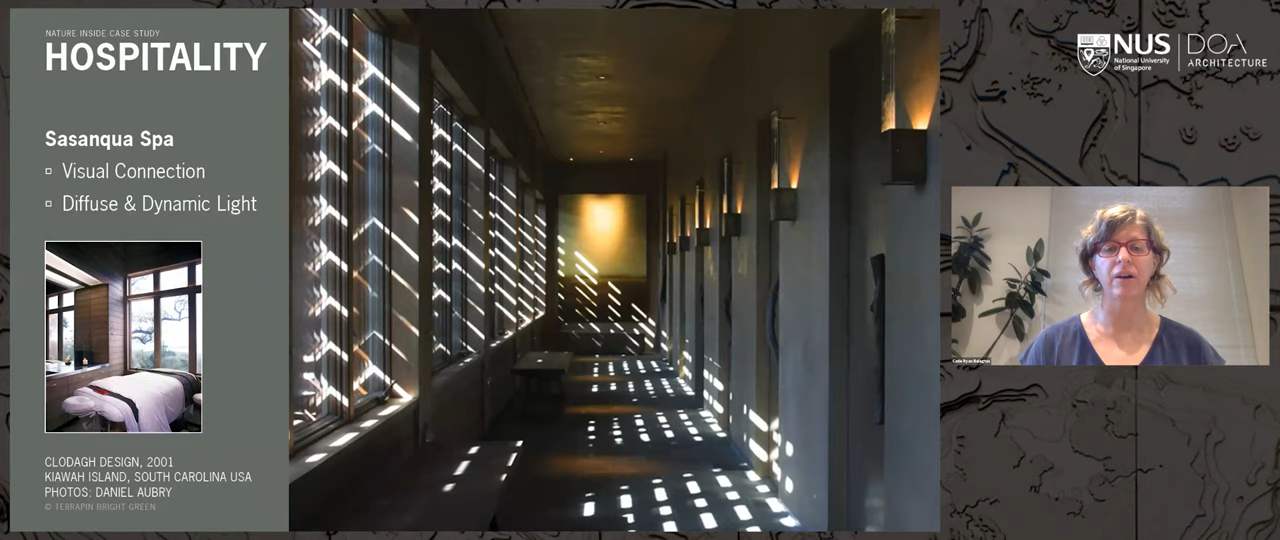 NATURE INSIDE CASE STUDY
HOSPITALITY
Sasanqua Spa
Visual Connection
Diffuse & Dynamic Light
CLODAGH DESIGN, 2001
KIAWAH ISLAND, SOUTH CAROLINA USA
PHOTOS: DANIEL AUBRY
© TERRAPIN BRIGHT GREEN
NUS
National University
of Singapore
DOA
ARCHITECTURE